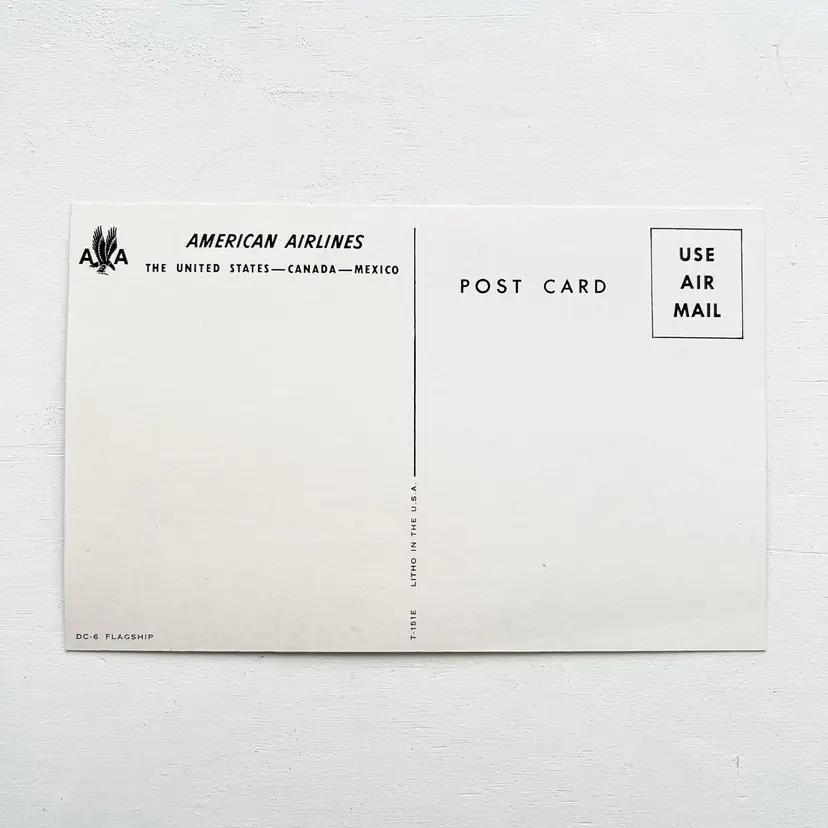 A A
AMERICAN AIRLINES
THE UNITED STATES—CANADA—MEXICO
DC-6 FLAGSHIP
T-151E LITHO IN THE U.S.A.
POST CARD
USE
AIR
MAIL